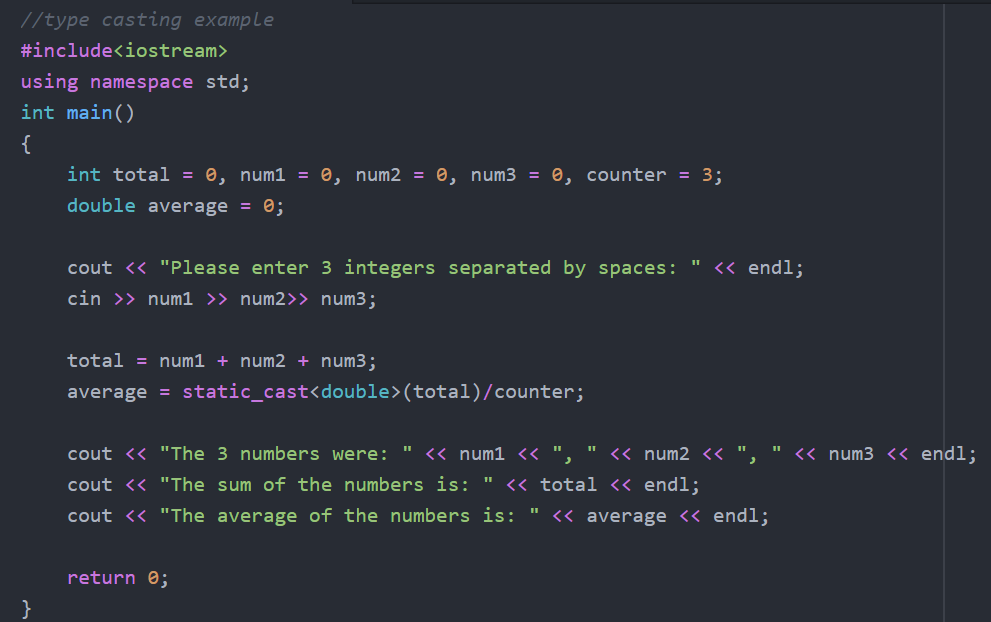 //type casting example
#include<iostream>
using namespace std;
int main()
{
    int total = 0, num1 = 0, num2 = 0, num3 = 0, counter = 3;
    double average = 0;

    cout << "Please enter 3 integers separated by spaces: " << endl;
    cin >> num1 >> num2>> num3;

    total = num1 + num2 + num3;
    average = static_cast<double>(total)/counter;

    cout << "The 3 numbers were: " << num1 << ", " << num2 << ", " << num3 << endl;
    cout << "The sum of the numbers is: " << total << endl;
    cout << "The average of the numbers is: " << average << endl;

    return 0;
}